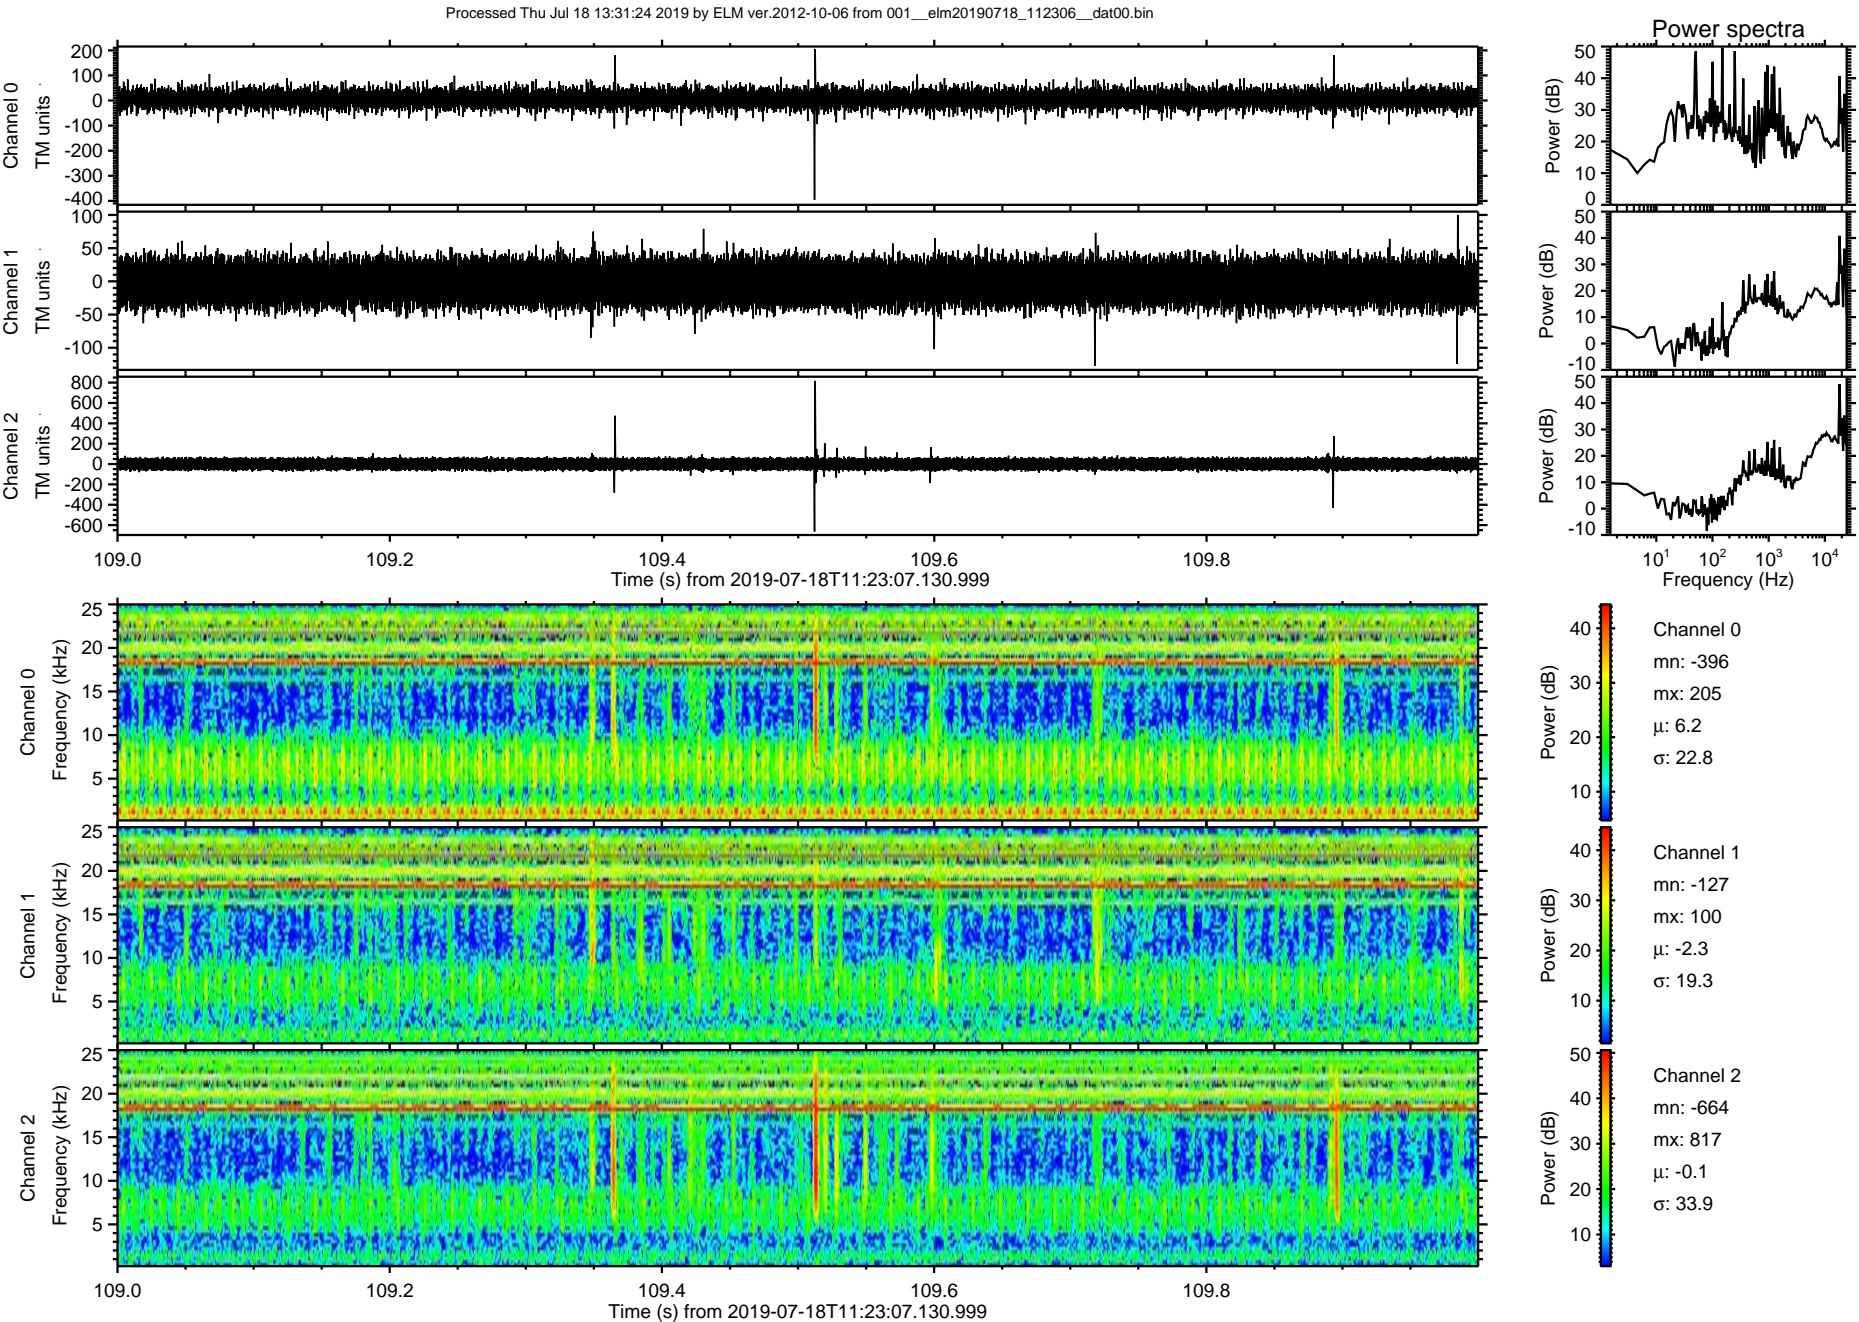 Processed Thu Jul 18 13:31:24 2019 by ELM ver.2012-10-06 from 001__elm20190718_112306__dat00.bin
Power spectra
Channel 0
TM units
200
100
0
-100
-200
-300
-400
Power (dB)
50
40
30
20
10
0
Channel 1
TM units
100
50
0
-50
-100
Power (dB)
50
40
30
20
10
0
-10
Channel 2
TM units
800
600
400
200
0
-200
-400
-600
Power (dB)
50
40
30
20
10
0
-10
109.0 109.2 109.4 109.6 109.8
Time (s) from 2019-07-18T11:23:07.130.999
10¹ 10² 10³ 10⁴
Frequency (Hz)
Channel 0
Frequency (kHz)
25
20
15
10
5
Power (dB)
40
30
20
10
Channel 0
mn: -396
mx: 205
μ: 6.2
σ: 22.8
Channel 1
Frequency (kHz)
25
20
15
10
5
Power (dB)
40
30
20
10
Channel 1
mn: -127
mx: 100
μ: -2.3
σ: 19.3
Channel 2
Frequency (kHz)
25
20
15
10
5
Power (dB)
50
40
30
20
10
Channel 2
mn: -664
mx: 817
μ: -0.1
σ: 33.9
109.0 109.2 109.4 109.6 109.8
Time (s) from 2019-07-18T11:23:07.130.999